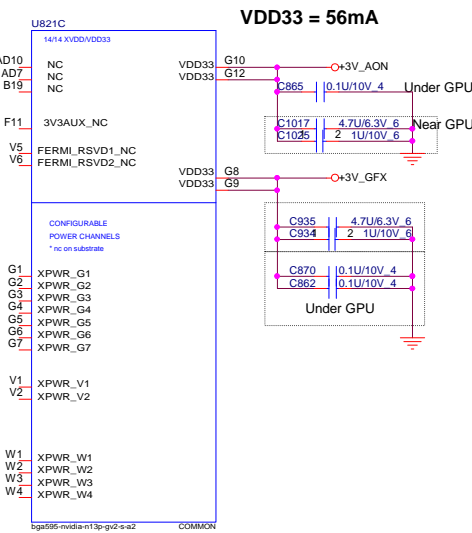 VDD33 = 56mA
U821C
14/14 XVDD/VDD33
AD10 NC VDD33 G10 +3V_AON
AD7 NC VDD33 G12
B19 NC
C865 0.1U/10V_4 Under GPU
F11 3V3AUX_NC
C1017 4.7U/6.3V_6 Near GPU
C1025 1 2 1U/10V_6
V5 FERMI_RSVD1_NC
V6 FERMI_RSVD2_NC
VDD33 G8 +3V_GFX
VDD33 G9
CONFIGURABLE
POWER CHANNELS
* nc on substrate
C935 4.7U/6.3V_6
C934 1 2 1U/10V_6
G1 XPWR_G1
G2 XPWR_G2
G3 XPWR_G3
G4 XPWR_G4
G5 XPWR_G5
G6 XPWR_G6
G7 XPWR_G7
C870 0.1U/10V_4
C862 0.1U/10V_4
Under GPU
V1 XPWR_V1
V2 XPWR_V2
W1 XPWR_W1
W2 XPWR_W2
W3 XPWR_W3
W4 XPWR_W4
bga595-nvidia-n13p-gv2-s-a2 COMMON